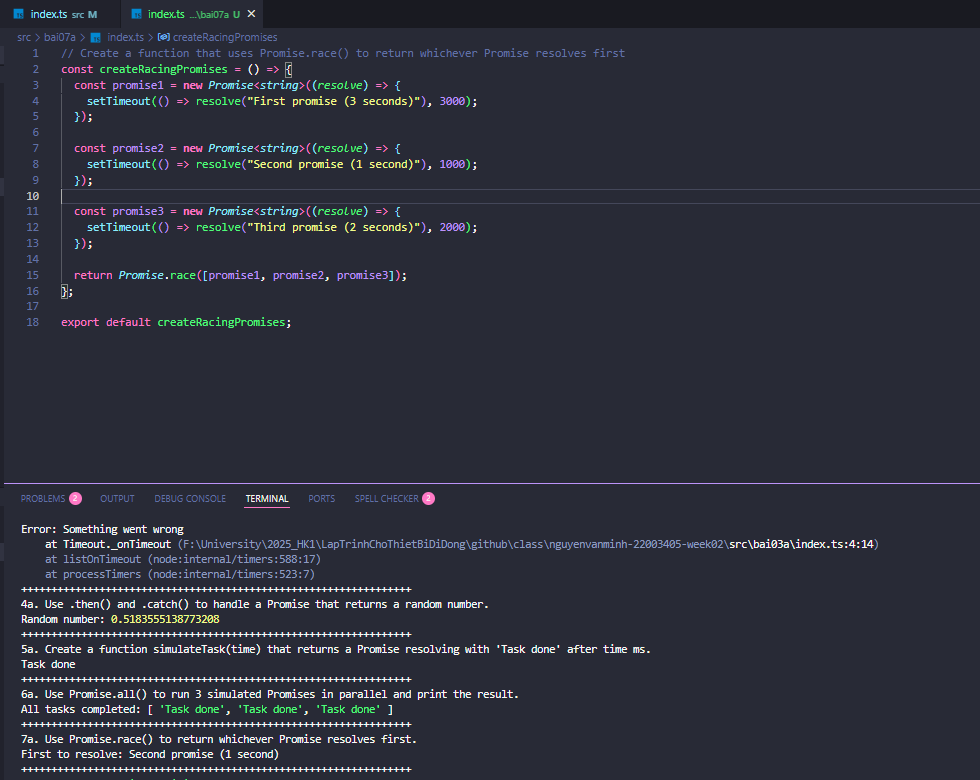 index.ts src M
index.ts ...\bai07a U
src > bai07a > index.ts > createRacingPromises
1 // Create a function that uses Promise.race() to return whichever Promise resolves first
2 const createRacingPromises = () => {
3 const promise1 = new Promise<string>((resolve) => {
4 setTimeout(() => resolve("First promise (3 seconds)"), 3000);
5 });
6
7 const promise2 = new Promise<string>((resolve) => {
8 setTimeout(() => resolve("Second promise (1 second)"), 1000);
9 });
10
11 const promise3 = new Promise<string>((resolve) => {
12 setTimeout(() => resolve("Third promise (2 seconds)"), 2000);
13 });
14
15 return Promise.race([promise1, promise2, promise3]);
16 };
17
18 export default createRacingPromises;
PROBLEMS 2 OUTPUT DEBUG CONSOLE TERMINAL PORTS SPELL CHECKER 2
Error: Something went wrong
at Timeout._onTimeout (F:\University\2025_HK1\LapTrinhChoThietBiDiDong\github\class\nguyenvanminh-22003405-week02\src\bai03a\index.ts:4:14)
at listOnTimeout (node:internal/timers:588:17)
at processTimers (node:internal/timers:523:7)
+++++++++++++++++++++++++++++++++++++++++++++++++++++++++++++++++
4a. Use .then() and .catch() to handle a Promise that returns a random number.
Random number: 0.5183555138773208
+++++++++++++++++++++++++++++++++++++++++++++++++++++++++++++++++
5a. Create a function simulateTask(time) that returns a Promise resolving with 'Task done' after time ms.
Task done
+++++++++++++++++++++++++++++++++++++++++++++++++++++++++++++++++
6a. Use Promise.all() to run 3 simulated Promises in parallel and print the result.
All tasks completed: [ 'Task done', 'Task done', 'Task done' ]
+++++++++++++++++++++++++++++++++++++++++++++++++++++++++++++++++
7a. Use Promise.race() to return whichever Promise resolves first.
First to resolve: Second promise (1 second)
+++++++++++++++++++++++++++++++++++++++++++++++++++++++++++++++++